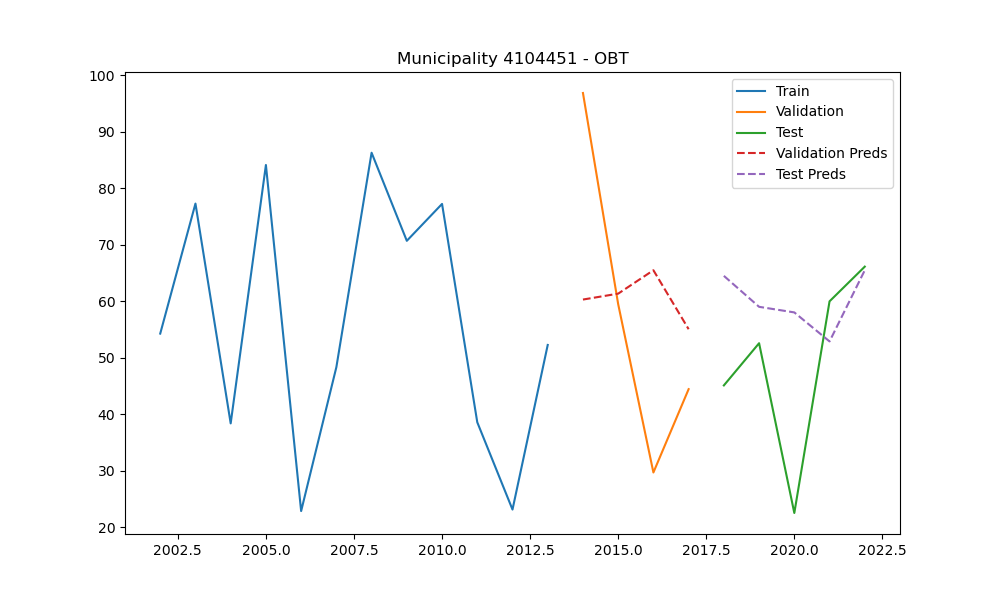 Municipality 4104451 - OBT
100
90
80
70
60
50
40
30
20
2002.5 2005.0 2007.5 2010.0 2012.5 2015.0 2017.5 2020.0 2022.5
Train
Validation
Test
Validation Preds
Test Preds